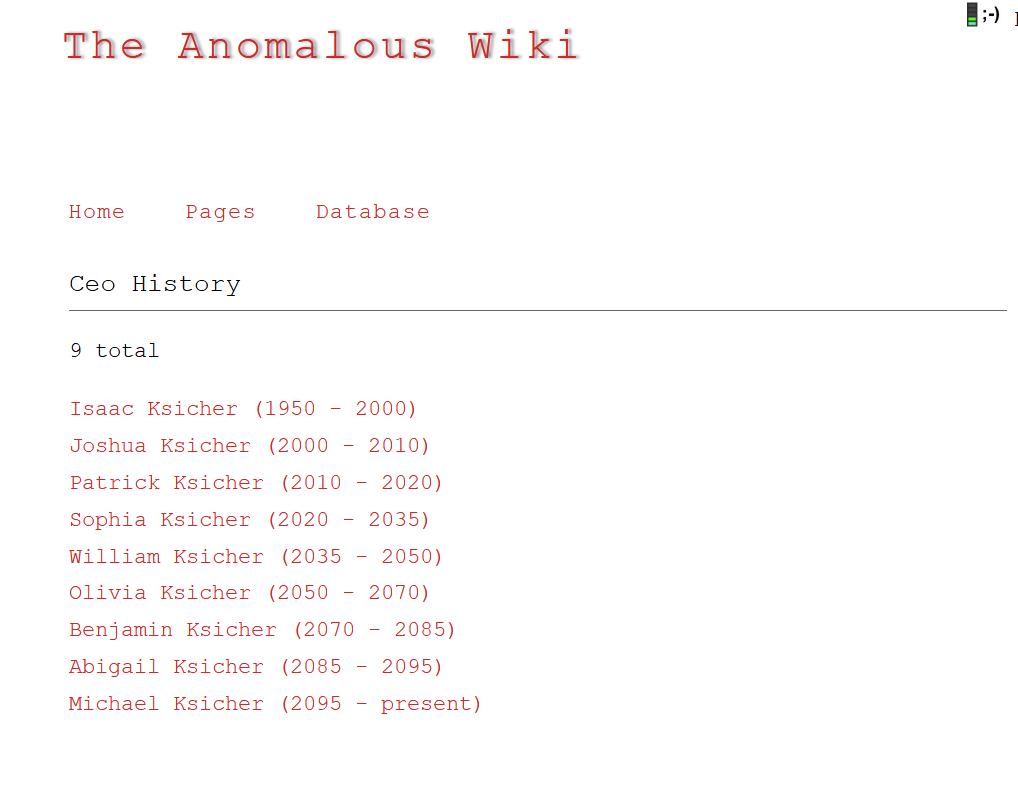 The Anomalous Wiki
;-)
Home Pages Database
Ceo History
9 total
Isaac Ksicher (1950 - 2000)
Joshua Ksicher (2000 - 2010)
Patrick Ksicher (2010 - 2020)
Sophia Ksicher (2020 - 2035)
William Ksicher (2035 - 2050)
Olivia Ksicher (2050 - 2070)
Benjamin Ksicher (2070 - 2085)
Abigail Ksicher (2085 - 2095)
Michael Ksicher (2095 - present)